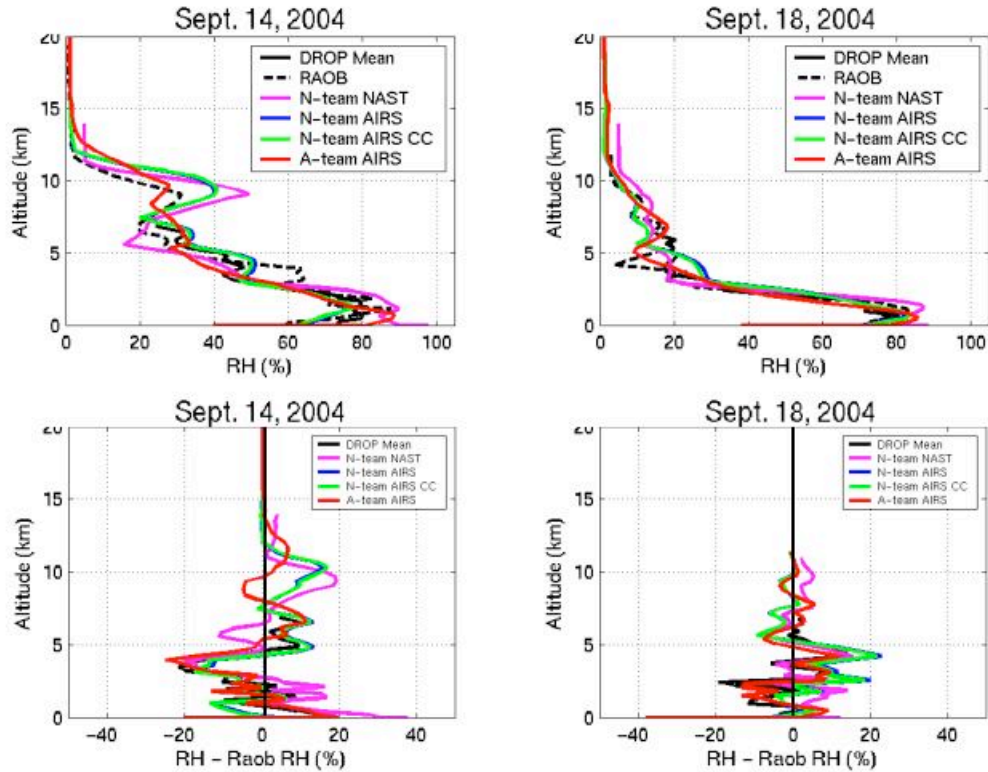 Sept. 14, 2004
20
15
10
5
0
Altitude (km)
DROP Mean
RAOB
N-team NAST
N-team AIRS
N-team AIRS CC
A-team AIRS
0 20 40 60 80 100
RH (%)
Sept. 18, 2004
20
15
10
5
0
Altitude (km)
DROP Mean
RAOB
N-team NAST
N-team AIRS
N-team AIRS CC
A-team AIRS
0 20 40 60 80 100
RH (%)
Sept. 14, 2004
20
15
10
5
0
Altitude (km)
DROP Mean
N-team NAST
N-team AIRS
N-team AIRS CC
A-team AIRS
−40 −20 0 20 40
RH − Raob RH (%)
Sept. 18, 2004
20
15
10
5
0
Altitude (km)
DROP Mean
N-team NAST
N-team AIRS
N-team AIRS CC
A-team AIRS
−40 −20 0 20 40
RH − Raob RH (%)